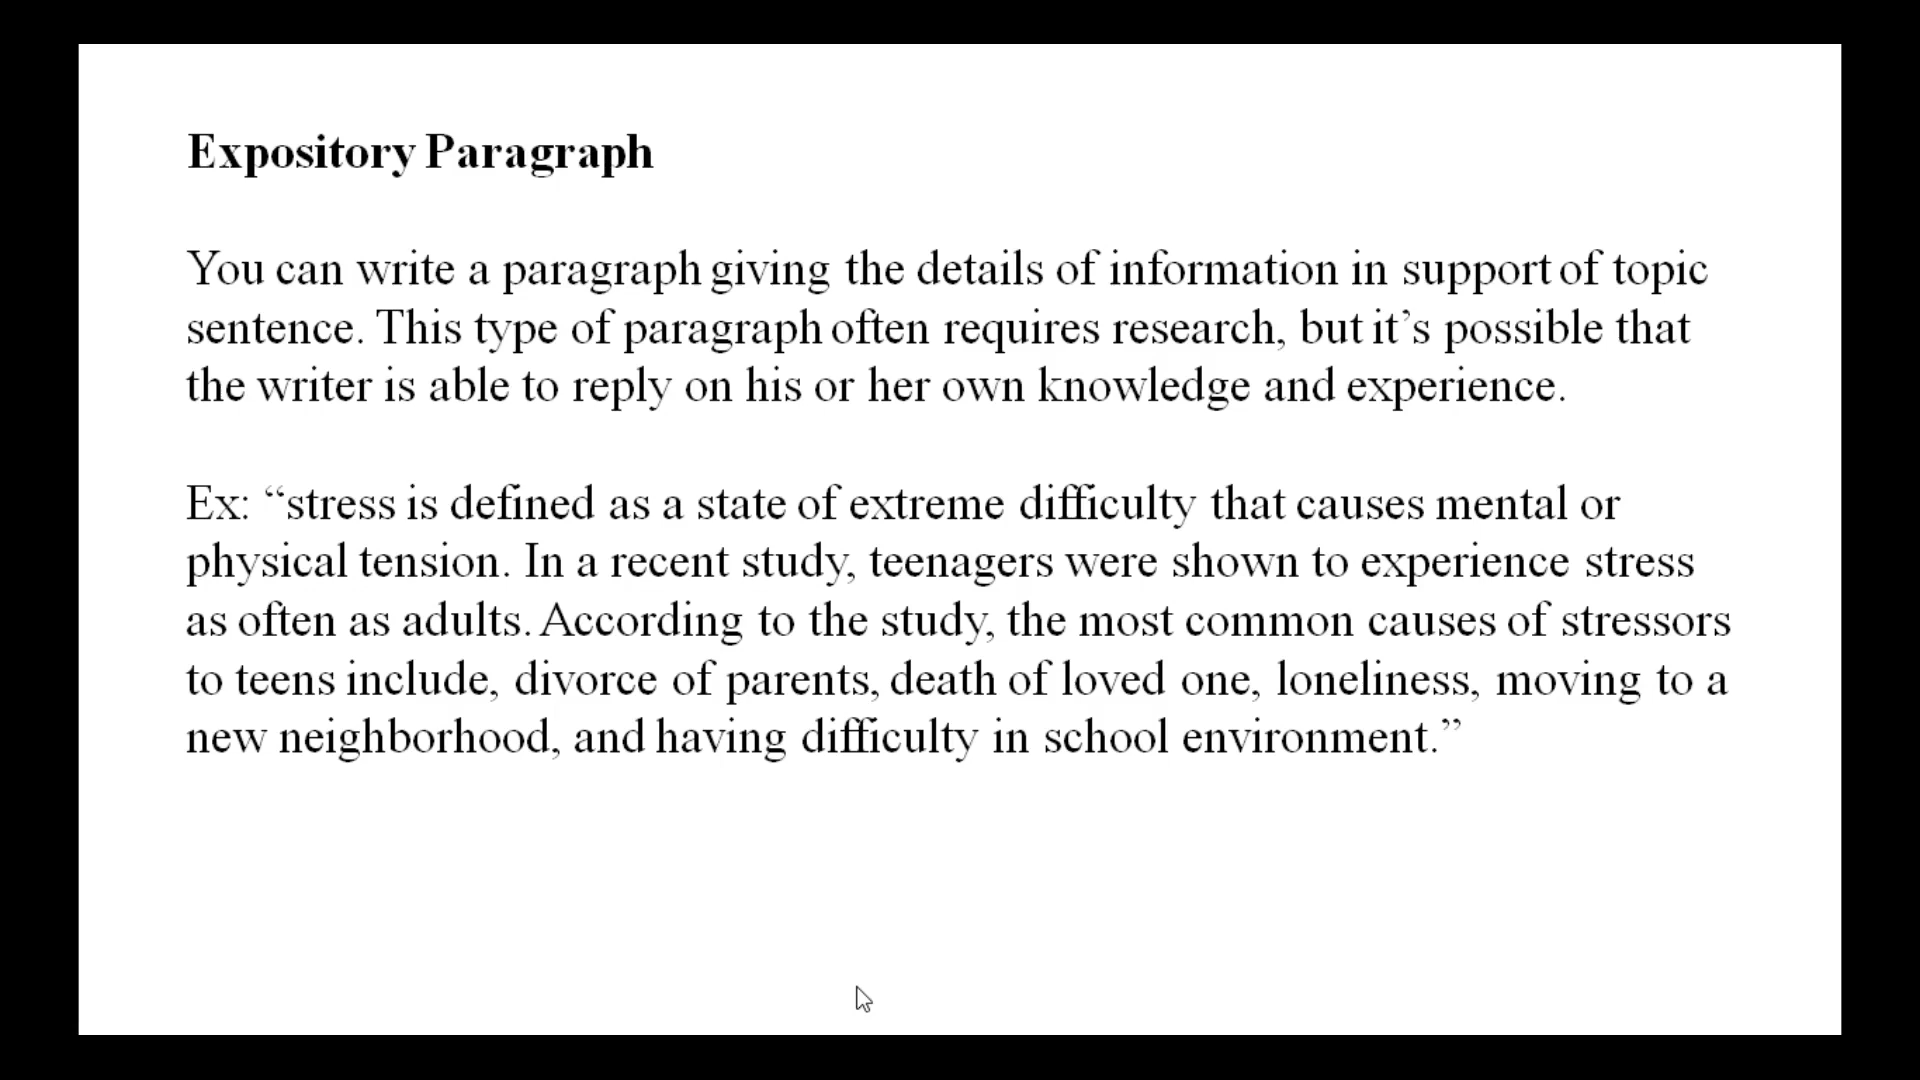 Expository Paragraph
You can write a paragraph giving the details of information in support of topic
sentence. This type of paragraph often requires research, but it’s possible that
the writer is able to reply on his or her own knowledge and experience.
Ex: “stress is defined as a state of extreme difficulty that causes mental or
physical tension. In a recent study, teenagers were shown to experience stress
as often as adults. According to the study, the most common causes of stressors
to teens include, divorce of parents, death of loved one, loneliness, moving to a
new neighborhood, and having difficulty in school environment.”